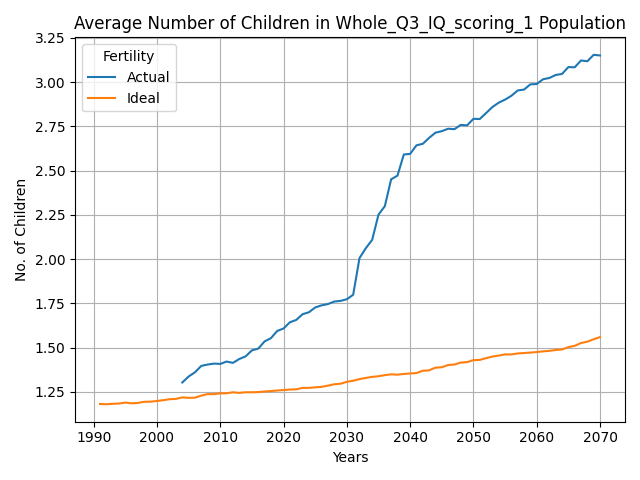 Average Number of Children in Whole_Q3_IQ_scoring_1 Population
Fertility
Actual
Ideal
No. of Children
3.25
3.00
2.75
2.50
2.25
2.00
1.75
1.50
1.25
1990 2000 2010 2020 2030 2040 2050 2060 2070
Years